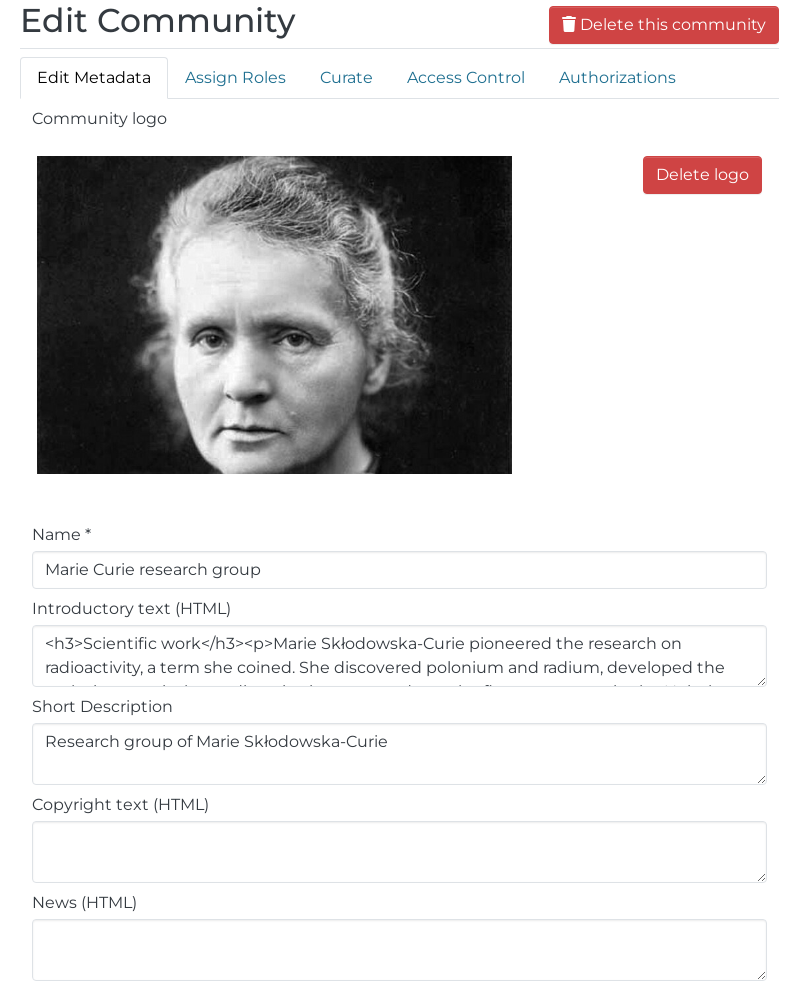 Edit Community
Delete this community
Edit Metadata
Assign Roles
Curate
Access Control
Authorizations
Community logo
Delete logo
Name *
Marie Curie research group
Introductory text (HTML)
<h3>Scientific work</h3><p>Marie Skłodowska-Curie pioneered the research on
radioactivity, a term she coined. She discovered polonium and radium, developed the
Short Description
Research group of Marie Skłodowska-Curie
Copyright text (HTML)
News (HTML)